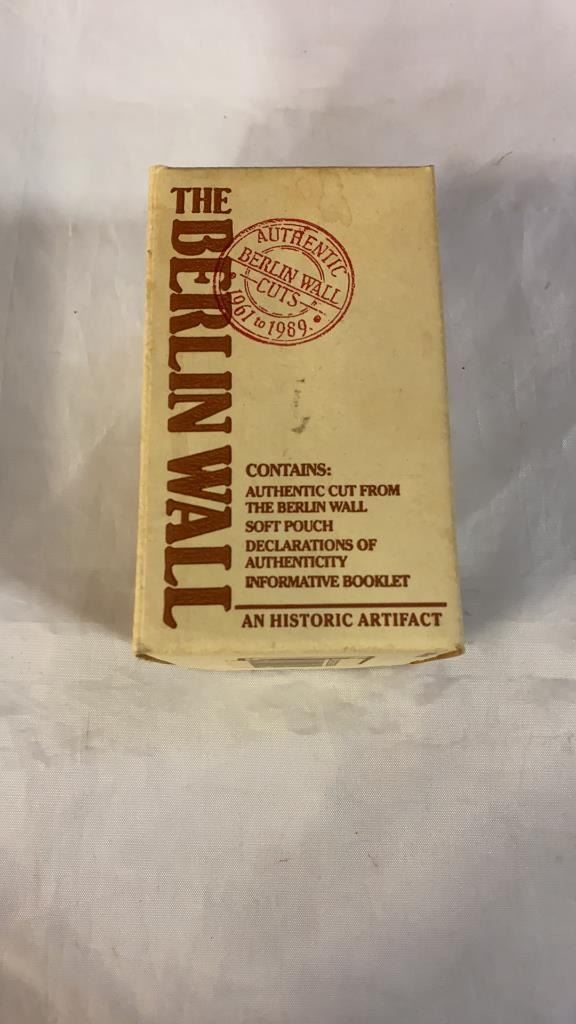 THE
BERLIN WALL
AUTHENTIC
BERLIN WALL
CUTS
1961 to 1989.
CONTAINS:
AUTHENTIC CUT FROM
THE BERLIN WALL
SOFT POUCH
DECLARATIONS OF
AUTHENTICITY
INFORMATIVE BOOKLET
AN HISTORIC ARTIFACT